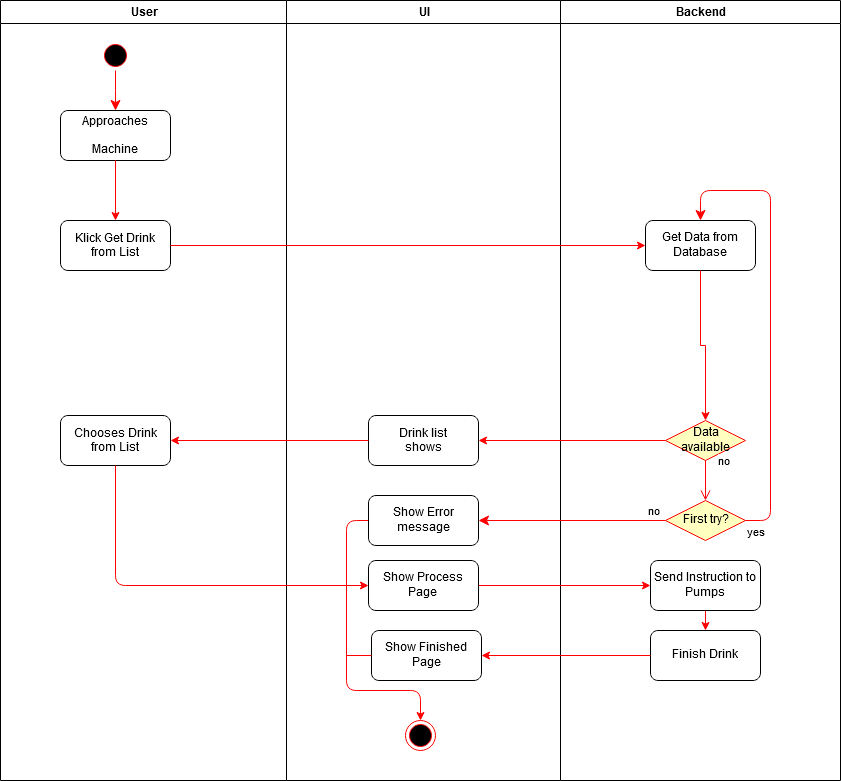 User
UI
Backend
Approaches
Machine
Klick Get Drink
from List
Get Data from
Database
Chooses Drink
from List
Drink list
shows
Data
available
no
Show Error
message
no
First try?
yes
Show Process
Page
Send Instruction to
Pumps
Show Finished
Page
Finish Drink